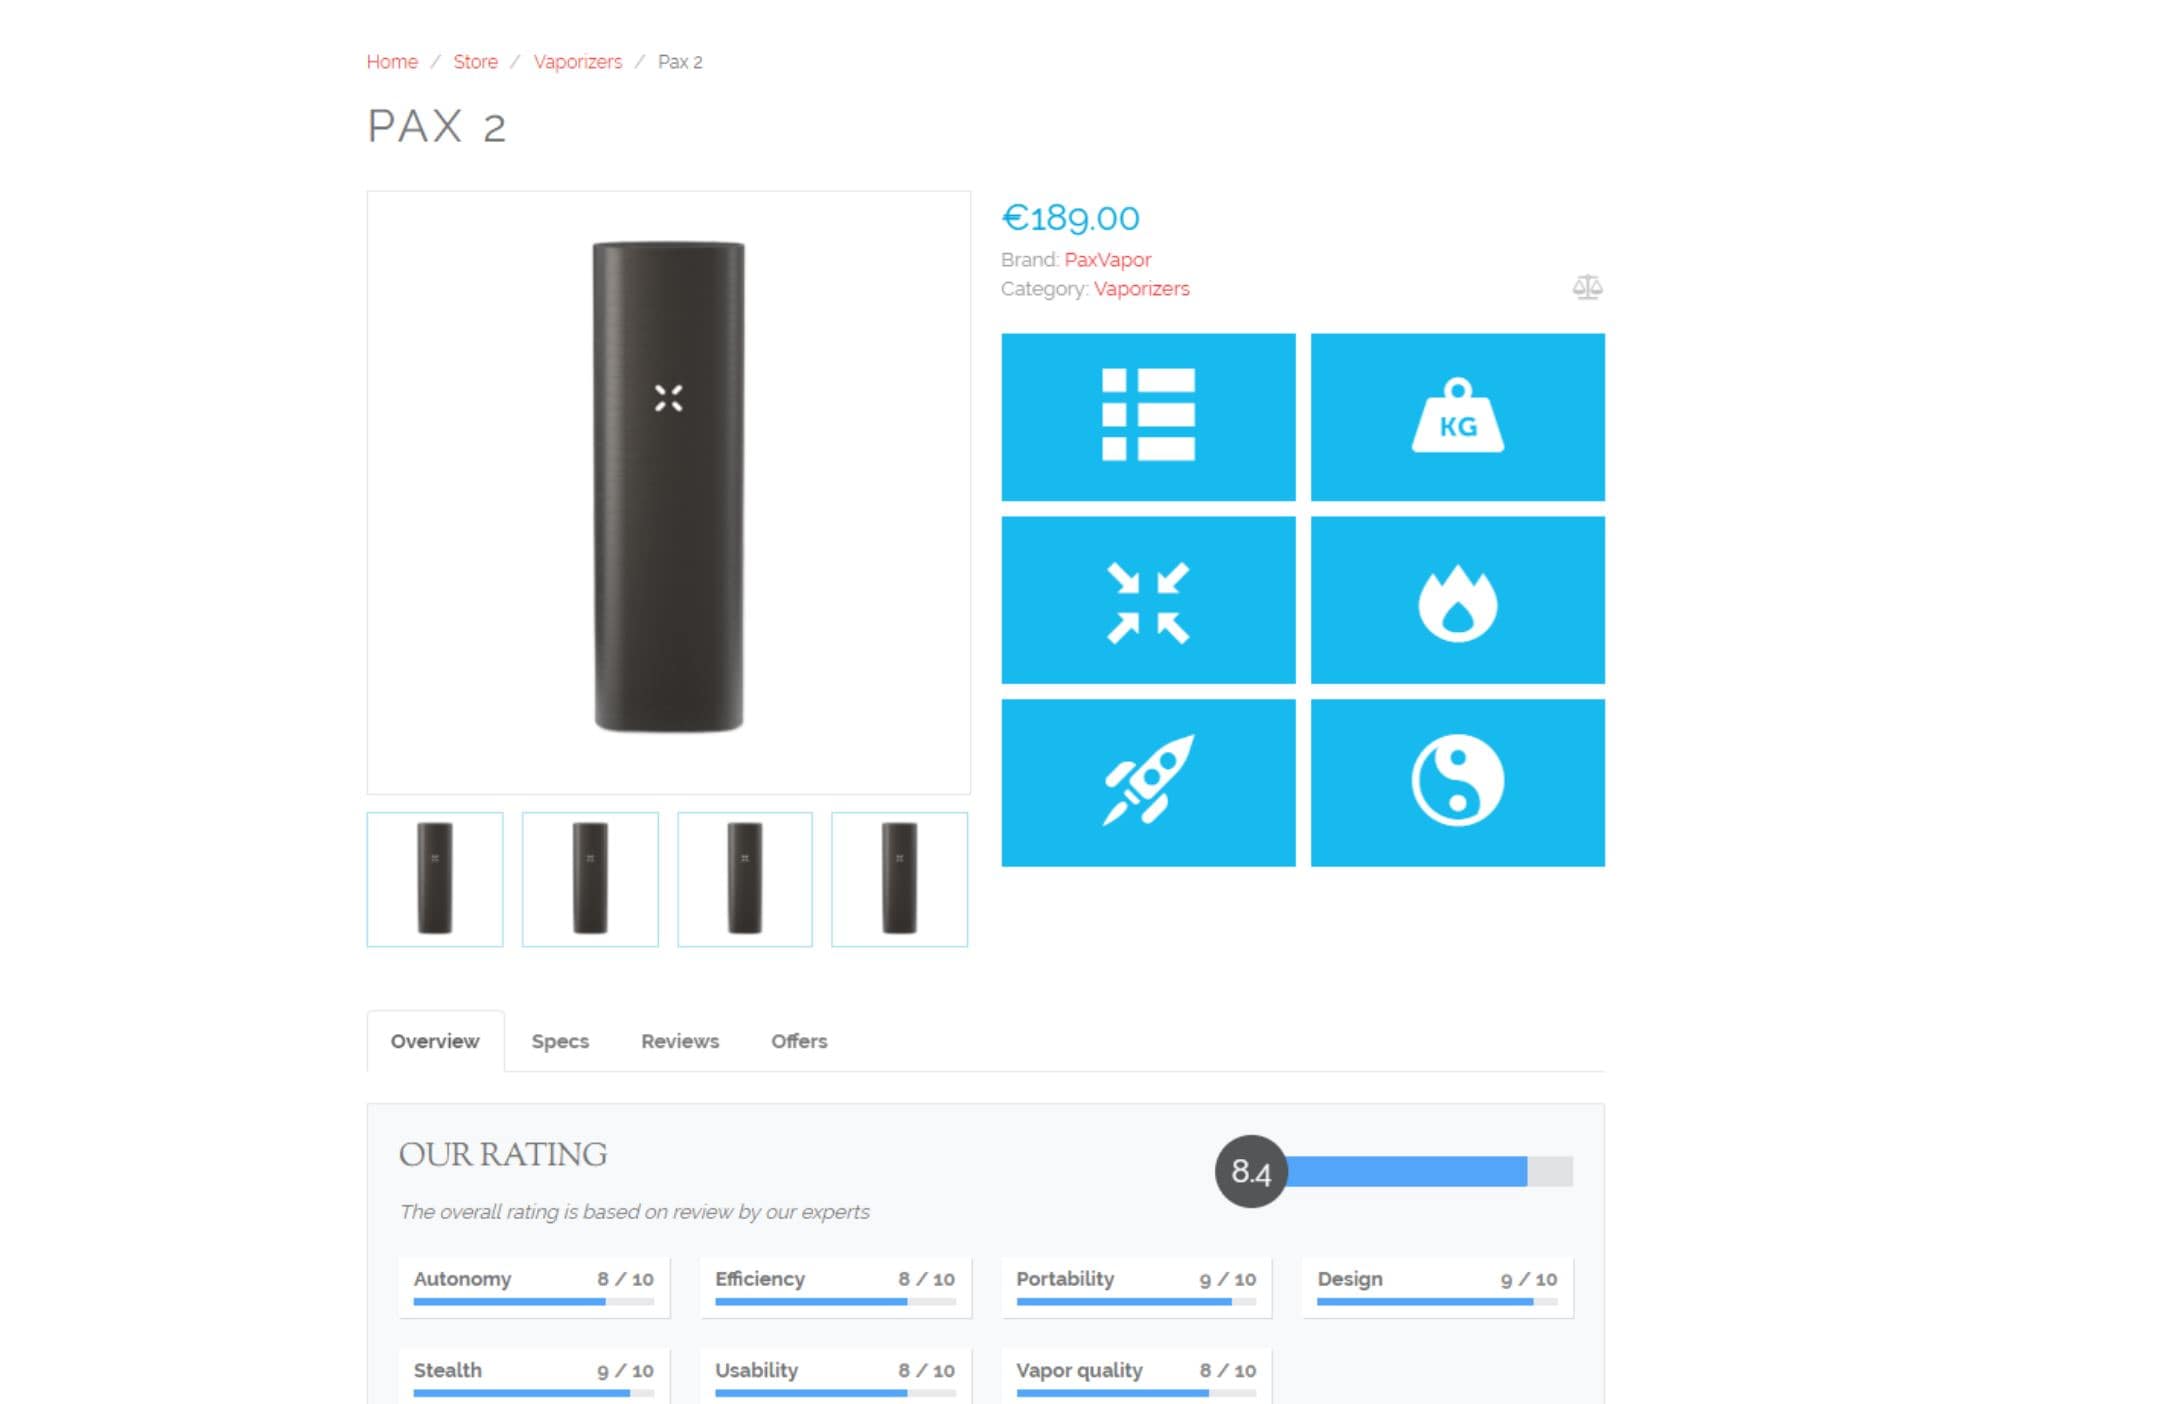 Home / Store / Vaporizers / Pax 2
PAX 2
€189.00
Brand: PaxVapor
Category: Vaporizers
KG
Overview Specs Reviews Offers
OUR RATING
8.4
The overall rating is based on review by our experts
Autonomy 8 / 10 Efficiency 8 / 10 Portability 9 / 10 Design 9 / 10
Stealth 9 / 10 Usability 8 / 10 Vapor quality 8 / 10